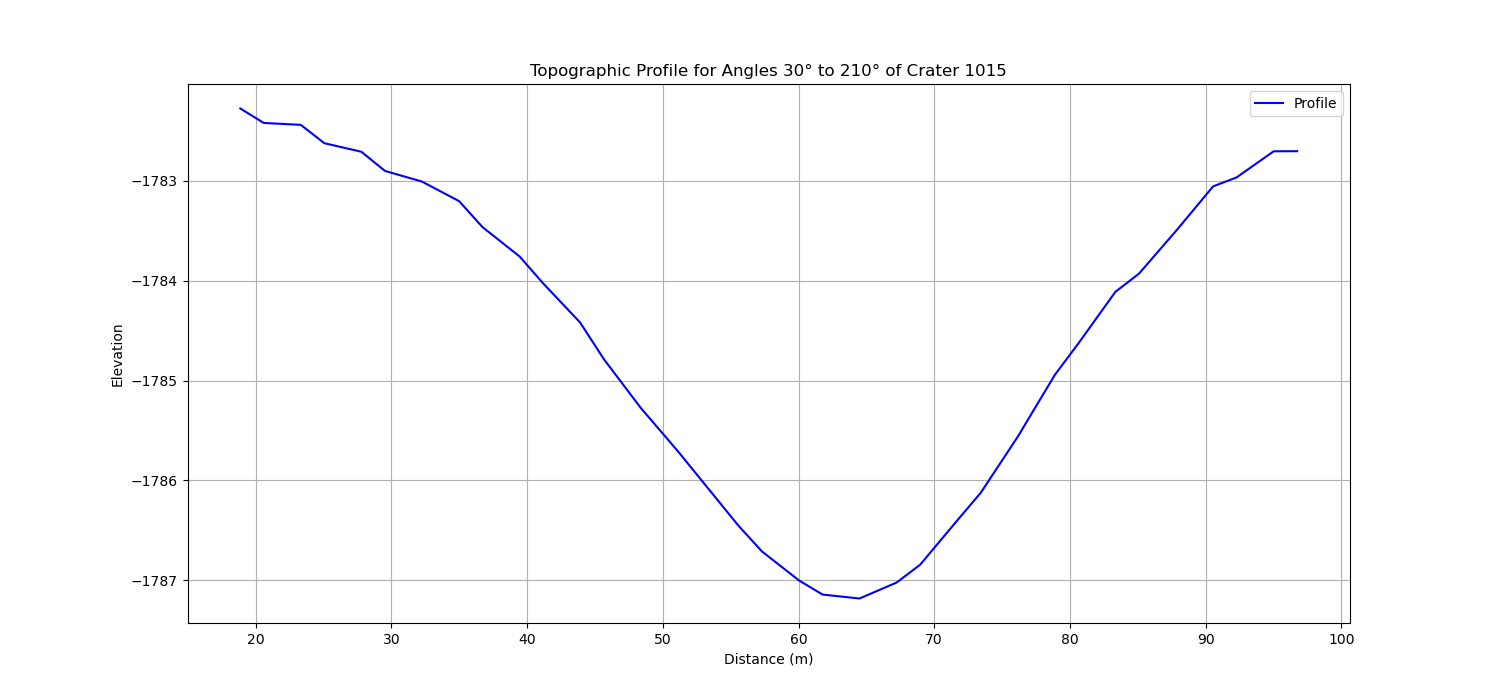 Topographic Profile for Angles 30° to 210° of Crater 1015
Profile
−1783
−1784
−1785
−1786
−1787
Elevation
20 30 40 50 60 70 80 90 100
Distance (m)